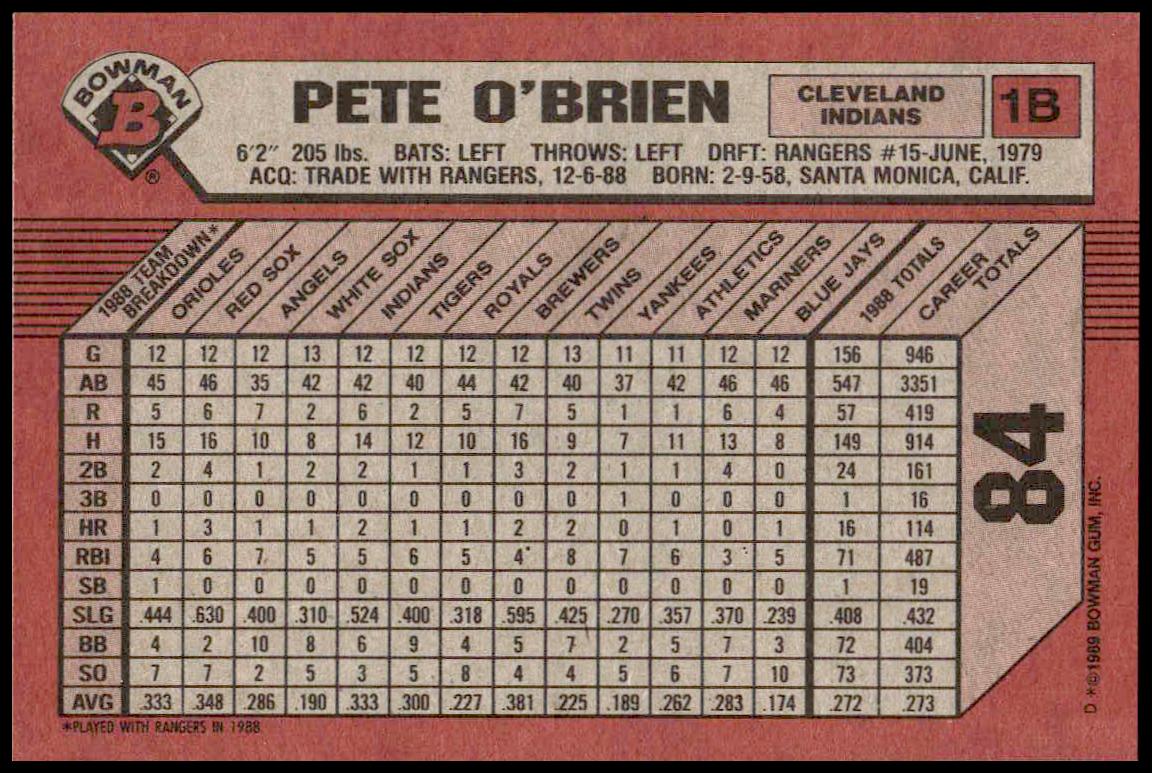 BOWMAN
B
®
PETE O'BRIEN
CLEVELAND
INDIANS
1B
6'2" 205 lbs. BATS: LEFT THROWS: LEFT DRFT: RANGERS #15-JUNE, 1979
ACQ: TRADE WITH RANGERS, 12-6-88 BORN: 2-9-58, SANTA MONICA, CALIF.
1988 TEAM BREAKDOWN* ORIOLES RED SOX ANGELS WHITE SOX INDIANS TIGERS ROYALS BREWERS TWINS YANKEES ATHLETICS MARINERS BLUE JAYS 1988 TOTALS CAREER TOTALS
G 12 12 12 13 12 12 12 12 13 11 11 12 12 156 946
AB 45 46 35 42 42 40 44 42 40 37 42 46 46 547 3351
R 5 6 7 2 6 2 5 7 5 1 1 6 4 57 419
H 15 16 10 8 14 12 10 16 9 7 11 13 8 149 914
2B 2 4 1 2 2 1 1 3 2 1 1 4 0 24 161
3B 0 0 0 0 0 0 0 0 0 1 0 0 0 1 16
HR 1 3 1 1 2 1 1 2 2 0 1 0 1 16 114
RBI 4 6 7 5 5 6 5 4 8 7 6 3 5 71 487
SB 1 0 0 0 0 0 0 0 0 0 0 0 0 1 19
SLG .444 .630 .400 .310 .524 .400 .318 .595 .425 .270 .357 .370 .239 .408 .432
BB 4 2 10 8 6 9 4 5 7 2 5 7 3 72 404
SO 7 7 2 5 3 5 8 4 4 5 6 7 10 73 373
AVG .333 .348 .286 .190 .333 .300 .227 .381 .225 .189 .262 .283 .174 .272 .273
84
*PLAYED WITH RANGERS IN 1988
D *©1989 BOWMAN GUM, INC.